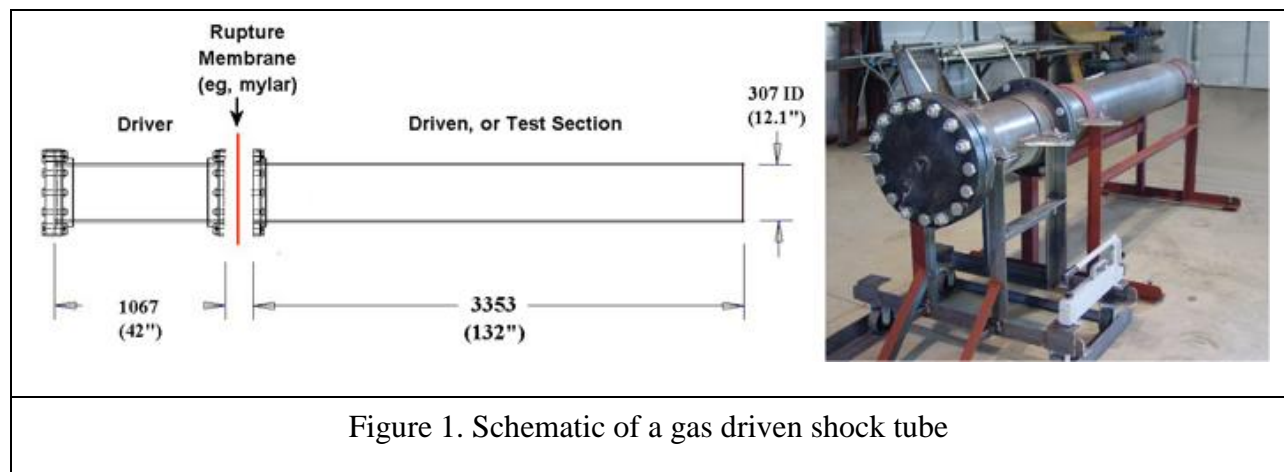 Rupture
Membrane
(eg, mylar)
Driver
Driven, or Test Section
307 ID
(12.1")
1067
(42")
3353
(132")
Figure 1. Schematic of a gas driven shock tube